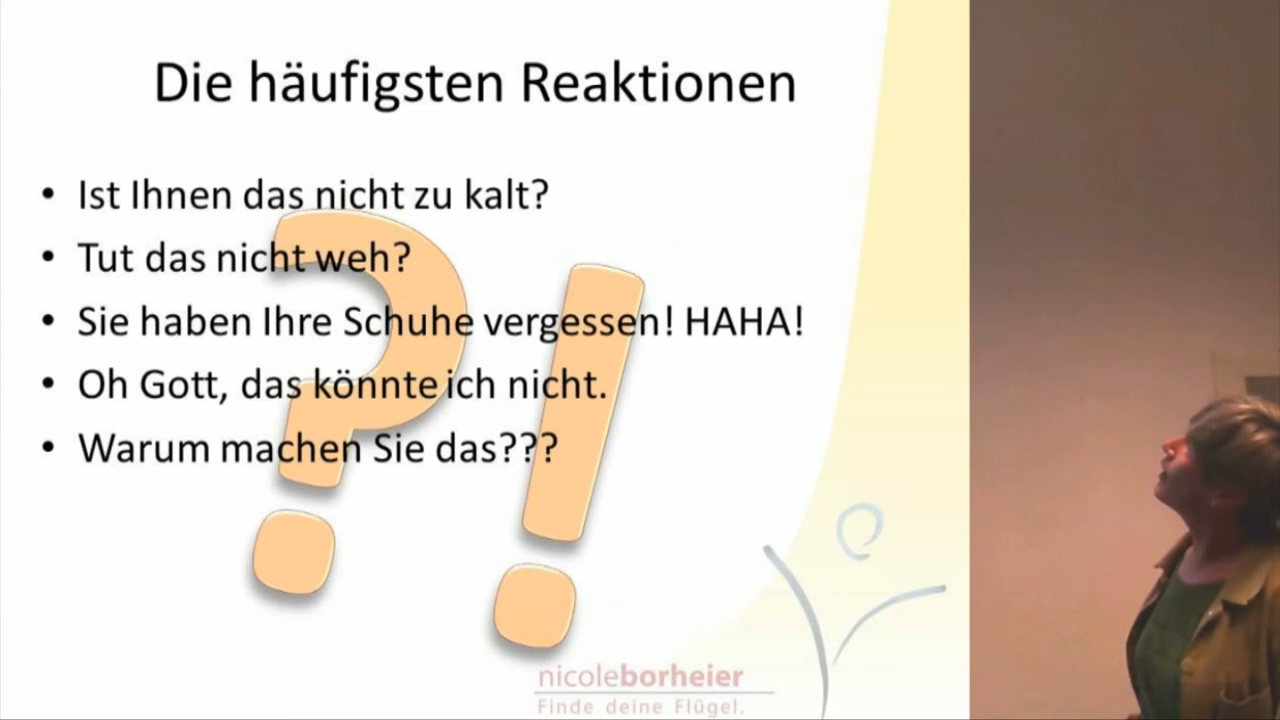 Die häufigsten Reaktionen
• Ist Ihnen das nicht zu kalt?
• Tut das nicht weh?
• Sie haben Ihre Schuhe vergessen! HAHA!
• Oh Gott, das könnte ich nicht.
• Warum machen Sie das???
?!
nicoleborheier
Finde deine Flügel.